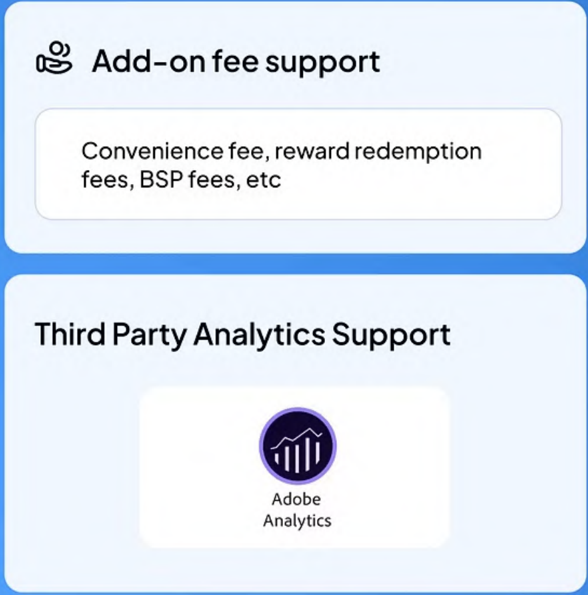 Add-on fee support
Convenience fee, reward redemption
fees, BSP fees, etc
Third Party Analytics Support
Adobe
Analytics